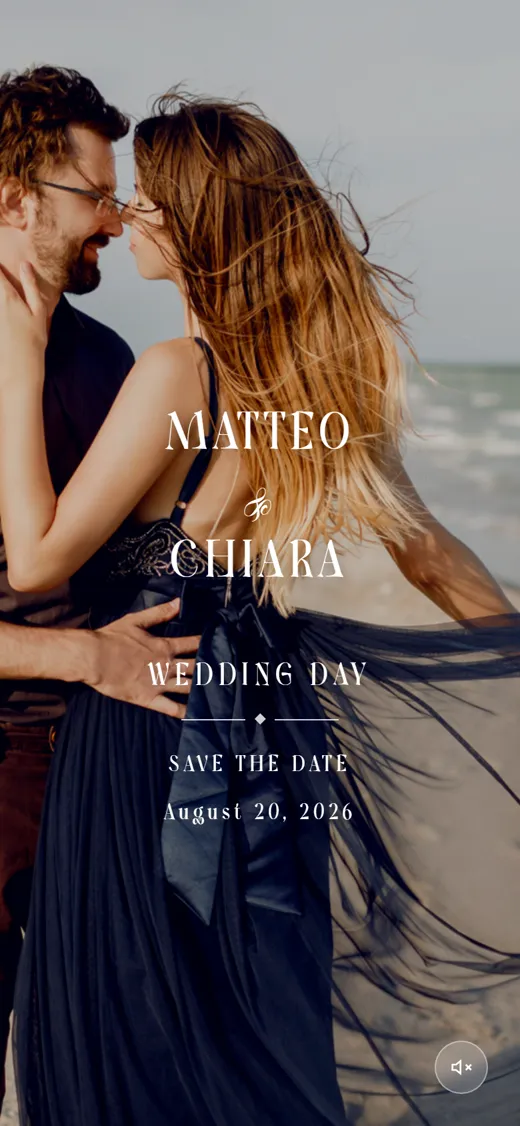 MATTEO
&
CHIARA
WEDDING DAY
SAVE THE DATE
August 20, 2026